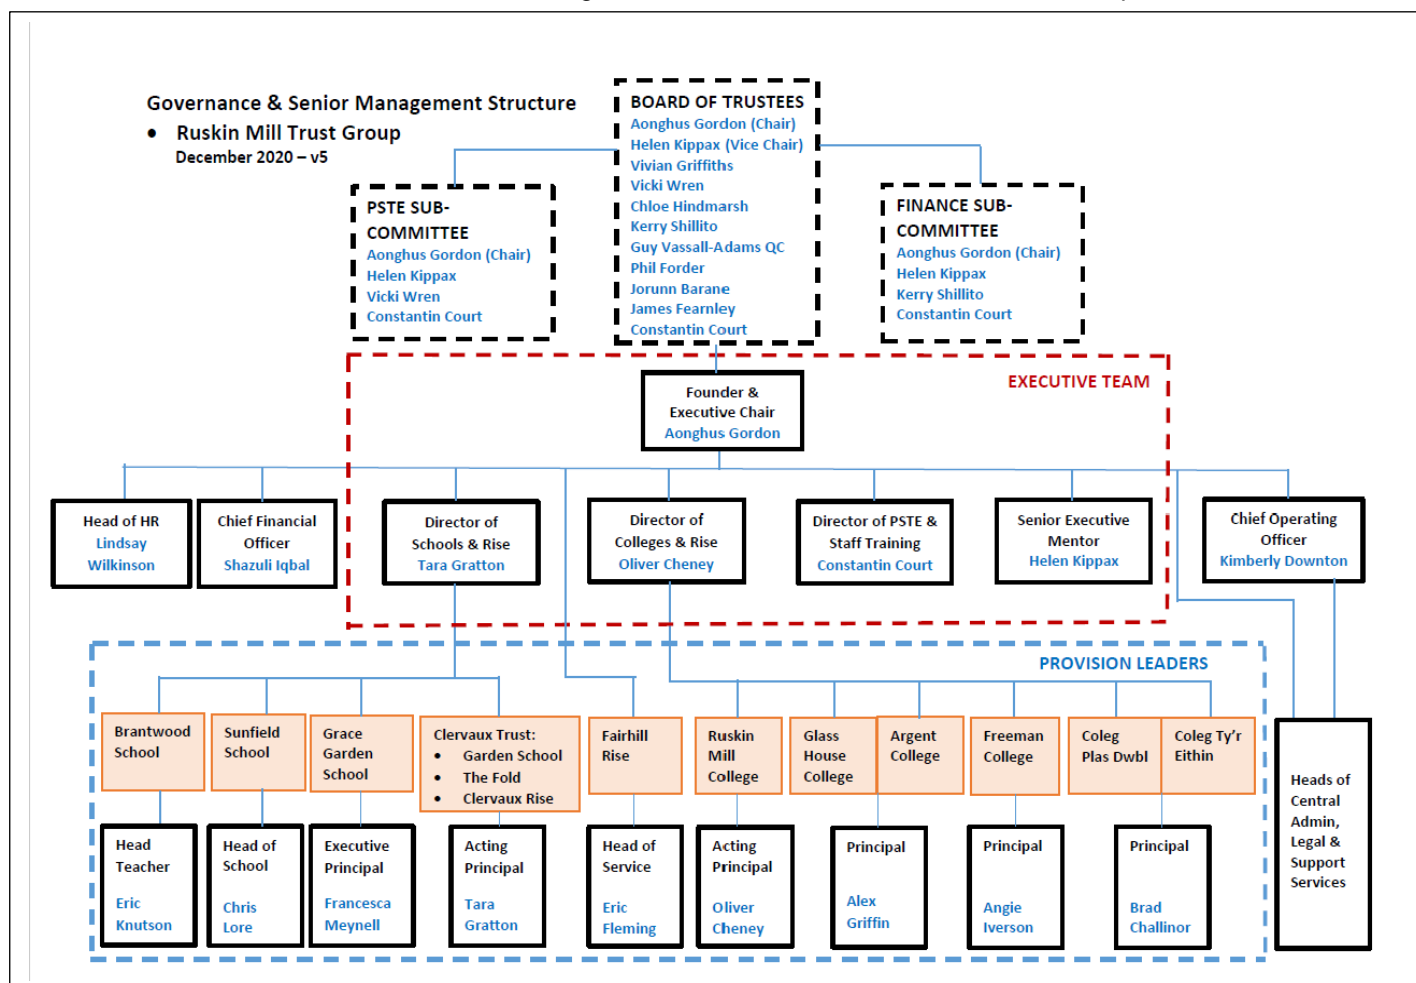 Governance & Senior Management Structure
• Ruskin Mill Trust Group
December 2020 – v5
BOARD OF TRUSTEES
Aonghus Gordon (Chair)
Helen Kippax (Vice Chair)
Vivian Griffiths
Vicki Wren
Chloe Hindmarsh
Kerry Shillito
Guy Vassall-Adams QC
Phil Forder
Jorunn Barane
James Fearnley
Constantin Court
PSTE SUB-
COMMITTEE
Aonghus Gordon (Chair)
Helen Kippax
Vicki Wren
Constantin Court
FINANCE SUB-
COMMITTEE
Aonghus Gordon (Chair)
Helen Kippax
Kerry Shillito
Constantin Court
EXECUTIVE TEAM
Founder &
Executive Chair
Aonghus Gordon
Head of HR
Lindsay
Wilkinson
Chief Financial
Officer
Shazuli Iqbal
Director of
Schools & Rise
Tara Gratton
Director of
Colleges & Rise
Oliver Cheney
Director of PSTE &
Staff Training
Constantin Court
Senior Executive
Mentor
Helen Kippax
Chief Operating
Officer
Kimberly Downton
PROVISION LEADERS
Brantwood
School
Sunfield
School
Grace
Garden
School
Clervaux Trust:
• Garden School
• The Fold
• Clervaux Rise
Fairhill
Rise
Ruskin
Mill
College
Glass
House
College
Argent
College
Freeman
College
Coleg
Plas Dwbl
Coleg Ty'r
Eithin
Head
Teacher
Eric
Knutson
Head of
School
Chris
Lore
Executive
Principal
Francesca
Meynell
Acting
Principal
Tara
Gratton
Head of
Service
Eric
Fleming
Acting
Principal
Oliver
Cheney
Principal
Alex
Griffin
Principal
Angie
Iverson
Principal
Brad
Challinor
Heads of
Central
Admin,
Legal &
Support
Services